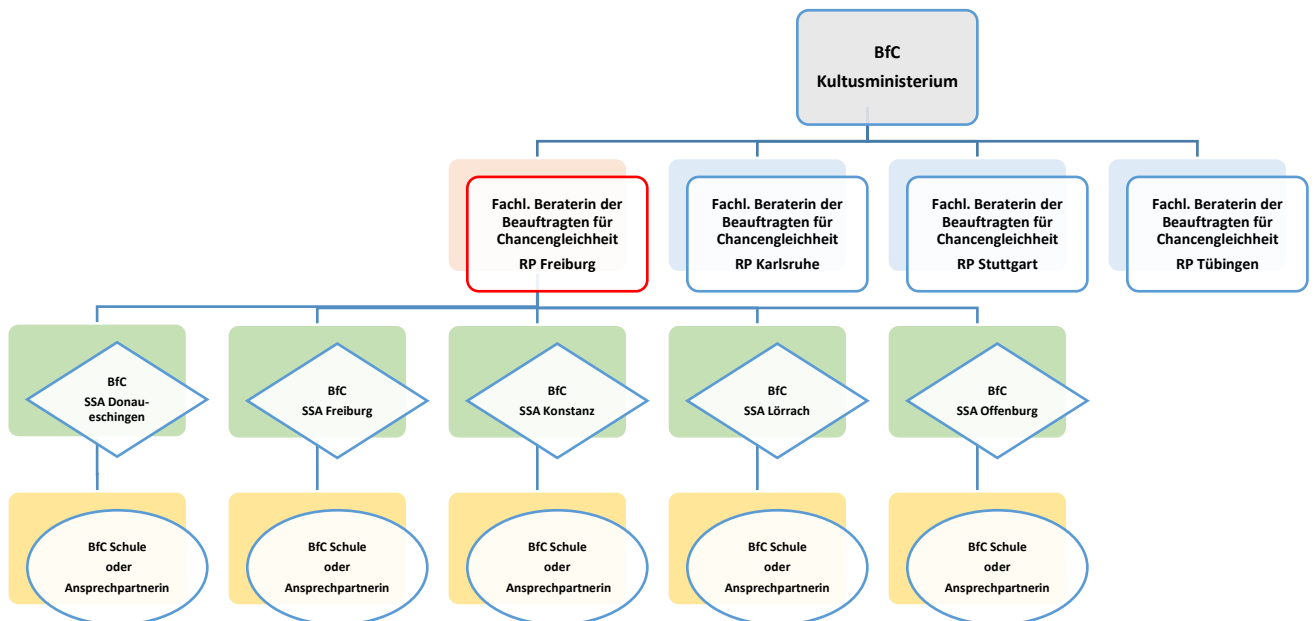 BfC
Kultusministerium
Fachl. Beraterin der
Beauftragten für
Chancengleichheit
RP Freiburg
Fachl. Beraterin der
Beauftragten für
Chancengleichheit
RP Karlsruhe
Fachl. Beraterin der
Beauftragten für
Chancengleichheit
RP Stuttgart
Fachl. Beraterin der
Beauftragten für
Chancengleichheit
RP Tübingen
BfC
SSA Donau-
eschingen
BfC
SSA Freiburg
BfC
SSA Konstanz
BfC
SSA Lörrach
BfC
SSA Offenburg
BfC Schule
oder
Ansprechpartnerin
BfC Schule
oder
Ansprechpartnerin
BfC Schule
oder
Ansprechpartnerin
BfC Schule
oder
Ansprechpartnerin
BfC Schule
oder
Ansprechpartnerin